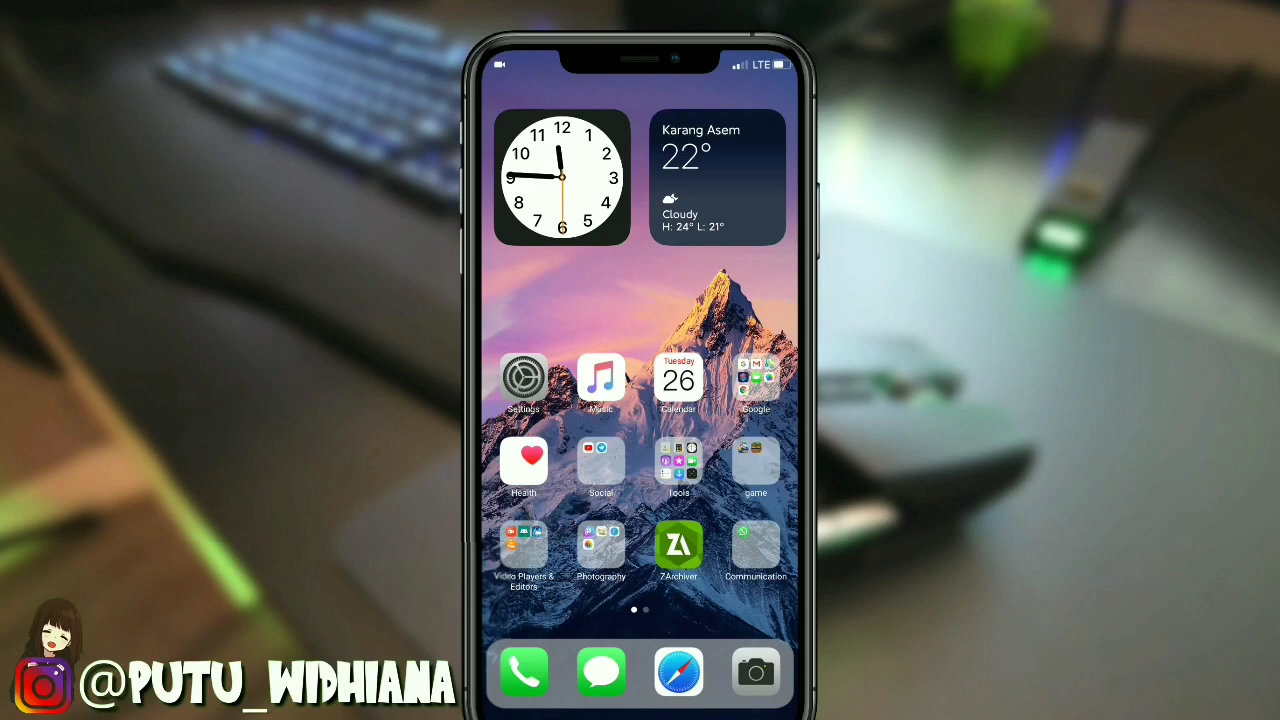 LTE
12
11
1
10
2
9
3
8
4
7
5
6
Karang Asem
22°
Cloudy
H: 24° L: 21°
Tuesday
26
Settings
Music
Calendar
Google
Health
Social
Tools
game
ZA
Video Players &
Editors
Photography
ZArchiver
Communication
@PUTU_WIDHIANA